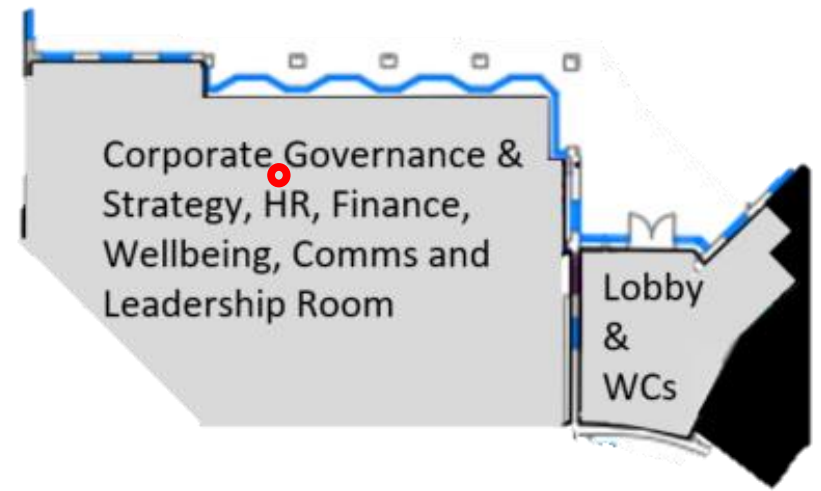 Corporate Governance &
Strategy, HR, Finance,
Wellbeing, Comms and
Leadership Room
Lobby
&
WCs